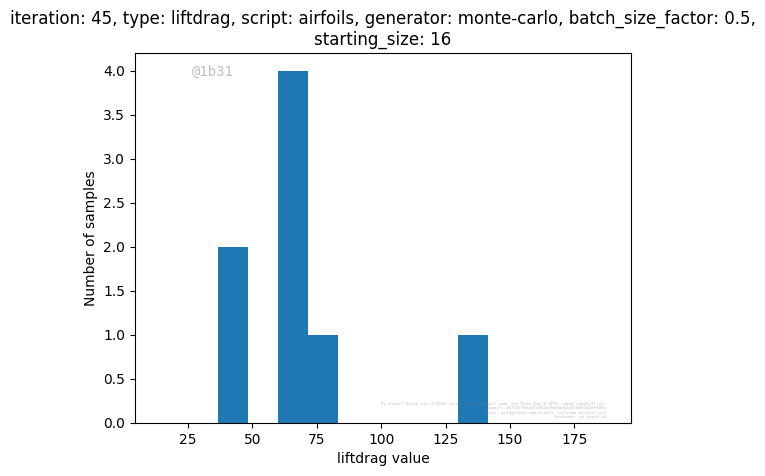 iteration: 45, type: liftdrag, script: airfoils, generator: monte-carlo, batch_size_factor: 0.5,
starting_size: 16
@1b31
4.0
3.5
3.0
2.5
2.0
1.5
1.0
0.5
0.0
Number of samples
25 50 75 100 125 150 175
liftdrag value